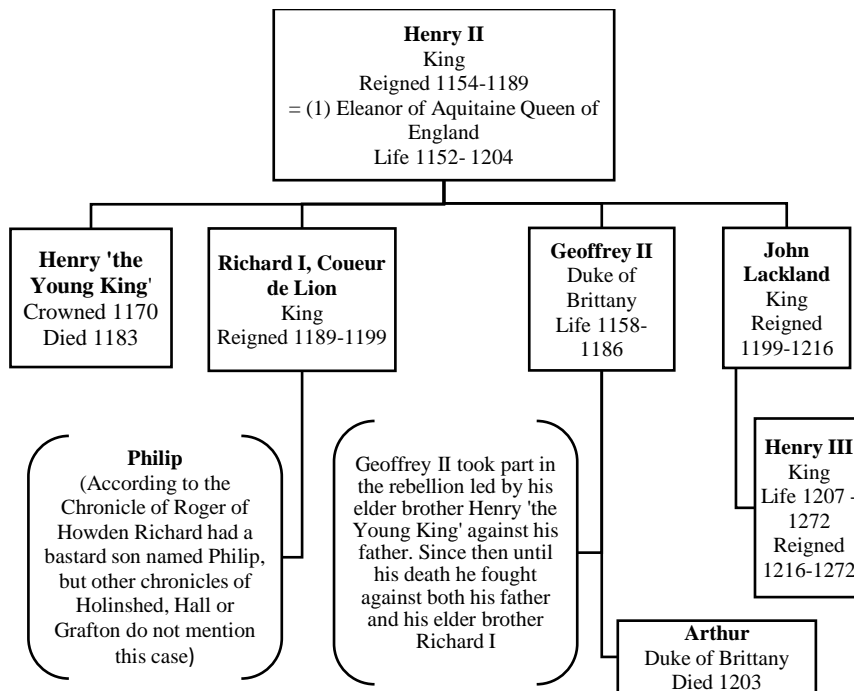 Henry II
King
Reigned 1154-1189
= (1) Eleanor of Aquitaine Queen of
England
Life 1152- 1204
Henry 'the
Young King'
Crowned 1170
Died 1183
Richard I, Coueur
de Lion
King
Reigned 1189-1199
Geoffrey II
Duke of
Brittany
Life 1158-
1186
John
Lackland
King
Reigned
1199-1216
Philip
(According to the
Chronicle of Roger of
Howden Richard had a
bastard son named Philip,
but other chronicles of
Holinshed, Hall or
Grafton do not mention
this case)
Geoffrey II took part in
the rebellion led by his
elder brother Henry 'the
Young King' against his
father. Since then until
his death he fought
against both his father
and his elder brother
Richard I
Henry III
King
Life 1207 -
1272
Reigned
1216-1272
Arthur
Duke of Brittany
Died 1203